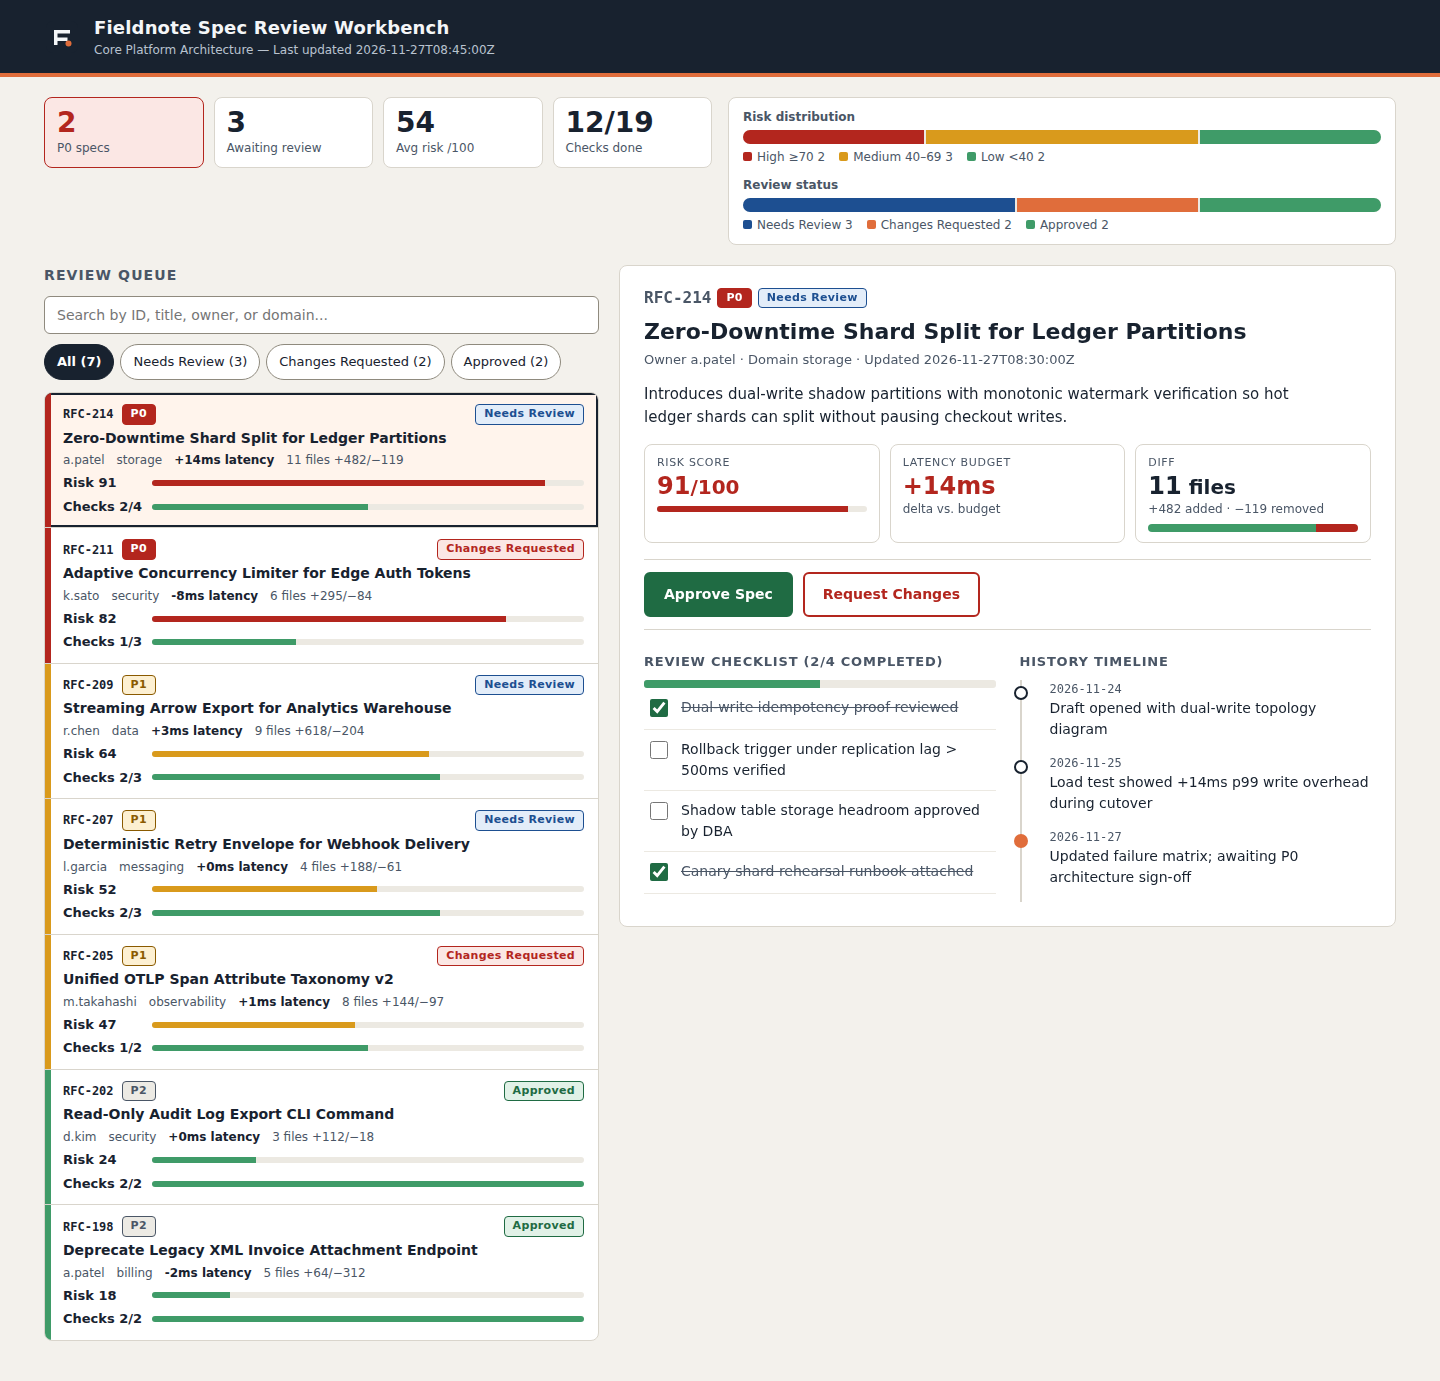 Fieldnote Spec Review Workbench
Core Platform Architecture — Last updated 2026-11-27T08:45:00Z
2
P0 specs
3
Awaiting review
54
Avg risk /100
12/19
Checks done
Risk distribution
High ≥70 2 Medium 40–69 3 Low <40 2
Review status
Needs Review 3 Changes Requested 2 Approved 2
REVIEW QUEUE
Search by ID, title, owner, or domain...
All (7) Needs Review (3) Changes Requested (2) Approved (2)
RFC-214 P0 Needs Review
Zero-Downtime Shard Split for Ledger Partitions
a.patel storage +14ms latency 11 files +482/−119
Risk 91
Checks 2/4
RFC-211 P0 Changes Requested
Adaptive Concurrency Limiter for Edge Auth Tokens
k.sato security -8ms latency 6 files +295/−84
Risk 82
Checks 1/3
RFC-209 P1 Needs Review
Streaming Arrow Export for Analytics Warehouse
r.chen data +3ms latency 9 files +618/−204
Risk 64
Checks 2/3
RFC-207 P1 Needs Review
Deterministic Retry Envelope for Webhook Delivery
l.garcia messaging +0ms latency 4 files +188/−61
Risk 52
Checks 2/3
RFC-205 P1 Changes Requested
Unified OTLP Span Attribute Taxonomy v2
m.takahashi observability +1ms latency 8 files +144/−97
Risk 47
Checks 1/2
RFC-202 P2 Approved
Read-Only Audit Log Export CLI Command
d.kim security +0ms latency 3 files +112/−18
Risk 24
Checks 2/2
RFC-198 P2 Approved
Deprecate Legacy XML Invoice Attachment Endpoint
a.patel billing -2ms latency 5 files +64/−312
Risk 18
Checks 2/2
RFC-214 P0 Needs Review
Zero-Downtime Shard Split for Ledger Partitions
Owner a.patel · Domain storage · Updated 2026-11-27T08:30:00Z
Introduces dual-write shadow partitions with monotonic watermark verification so hot
ledger shards can split without pausing checkout writes.
RISK SCORE
91/100
LATENCY BUDGET
+14ms
delta vs. budget
DIFF
11 files
+482 added · −119 removed
Approve Spec Request Changes
REVIEW CHECKLIST (2/4 COMPLETED)
Dual-write idempotency proof reviewed
Rollback trigger under replication lag >
500ms verified
Shadow table storage headroom approved
by DBA
Canary shard rehearsal runbook attached
HISTORY TIMELINE
2026-11-24
Draft opened with dual-write topology
diagram
2026-11-25
Load test showed +14ms p99 write overhead
during cutover
2026-11-27
Updated failure matrix; awaiting P0
architecture sign-off